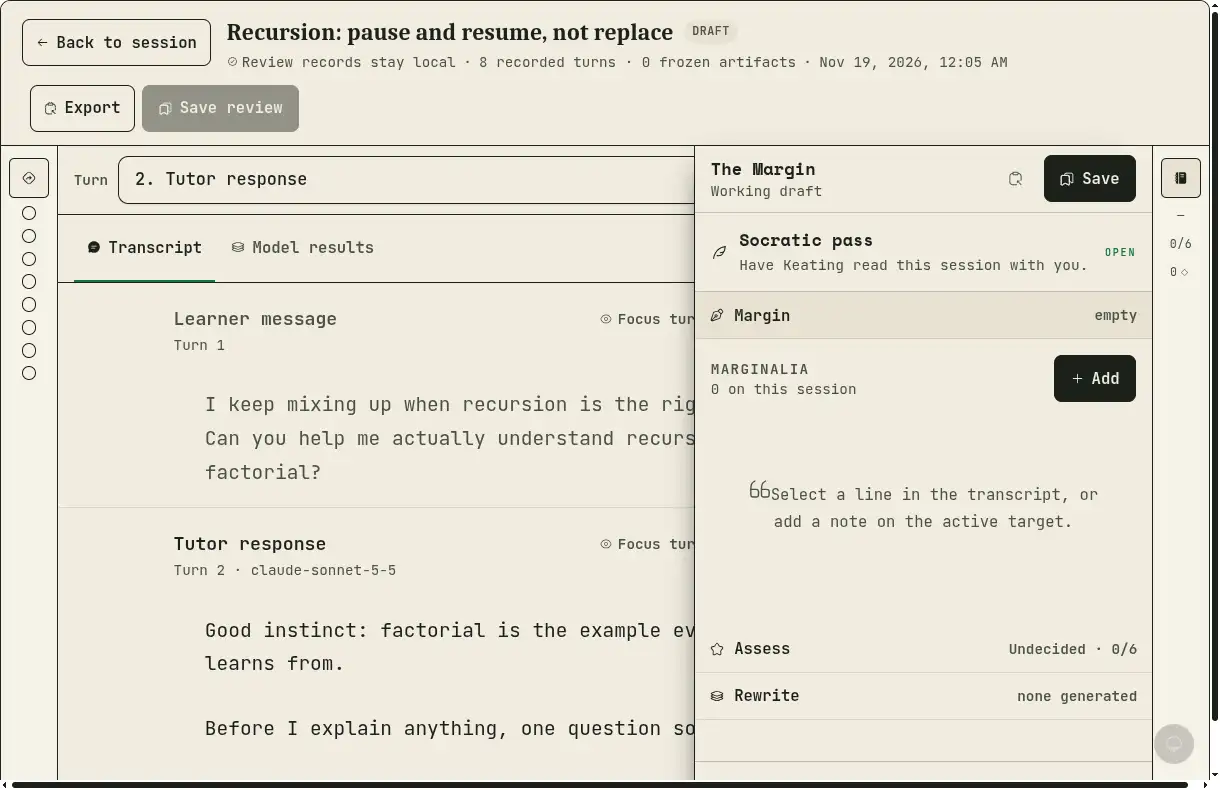 ← Back to session
Recursion: pause and resume, not replace
DRAFT
Review records stay local · 8 recorded turns · 0 frozen artifacts · Nov 19, 2026, 12:05 AM
Export
Save review
Turn
2. Tutor response
Transcript
Model results
Learner message
Focus tur
Turn 1
I keep mixing up when recursion is the rig
Can you help me actually understand recurs
factorial?
Tutor response
Focus tur
Turn 2 · claude-sonnet-5-5
Good instinct: factorial is the example ev
learns from.
Before I explain anything, one question so
The Margin
Working draft
Save
Socratic pass
Have Keating read this session with you.
OPEN
Margin
empty
MARGINALIA
0 on this session
+ Add
Select a line in the transcript, or
add a note on the active target.
Assess
Undecided · 0/6
Rewrite
none generated
—
0/6
0◇